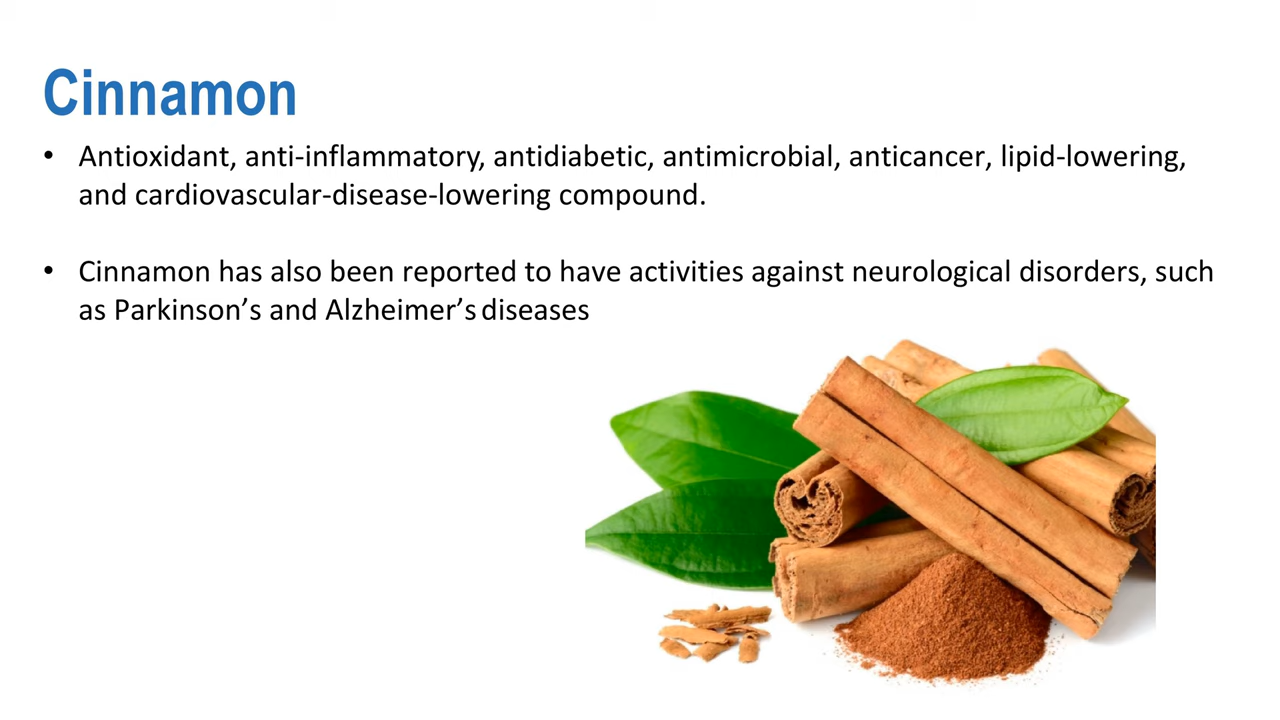 Cinnamon
• Antioxidant, anti-inflammatory, antidiabetic, antimicrobial, anticancer, lipid-lowering,
and cardiovascular-disease-lowering compound.
• Cinnamon has also been reported to have activities against neurological disorders, such
as Parkinson’s and Alzheimer’s diseases